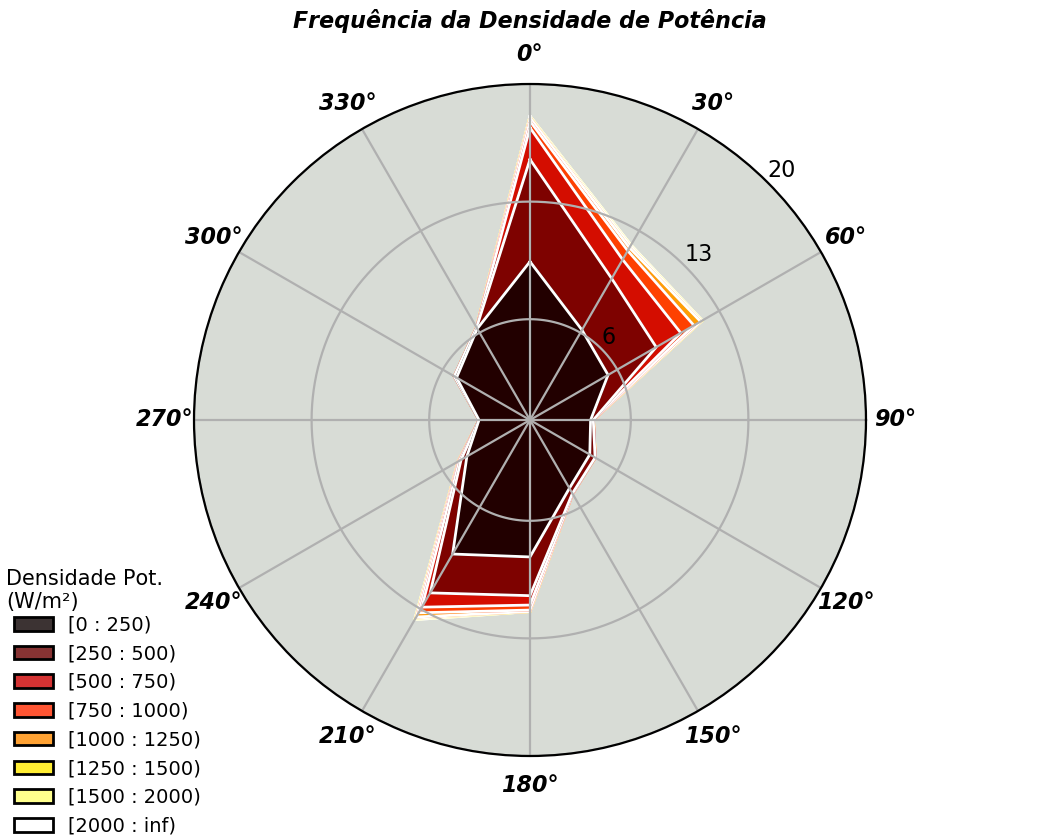 Frequência da Densidade de Potência
0°
330°
30°
20
300°
60°
13
6
270°
90°
240°
120°
210°
150°
180°
Densidade Pot.
(W/m²)
[0 : 250)
[250 : 500)
[500 : 750)
[750 : 1000)
[1000 : 1250)
[1250 : 1500)
[1500 : 2000)
[2000 : inf)